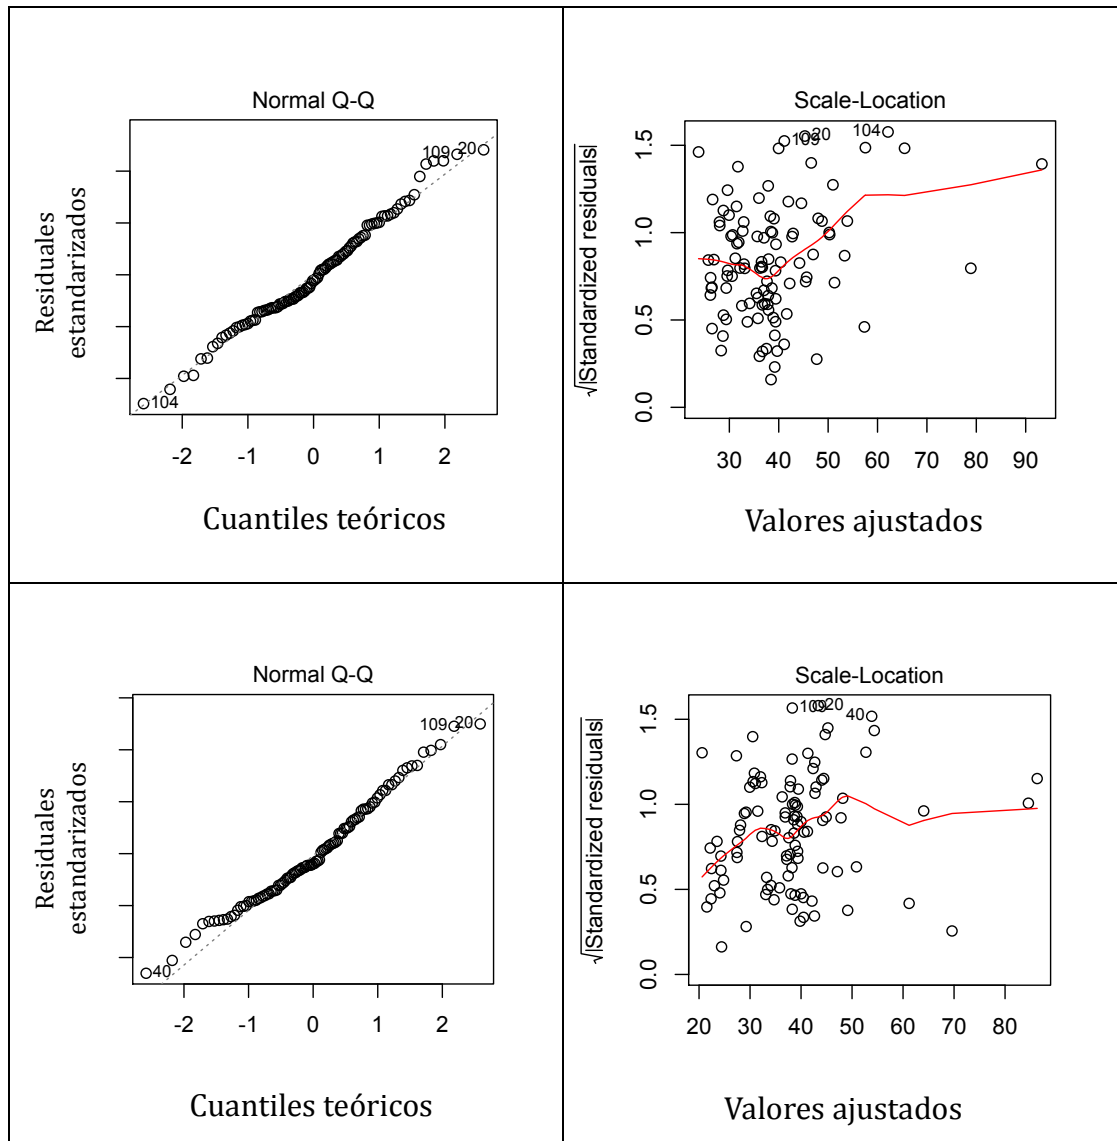 Normal Q-Q
Residuales
estandarizados
109
20
104
-2 -1 0 1 2
Cuantiles teóricos
Scale-Location
√|Standardized residuals|
1.5
1.0
0.5
0.0
20
109
104
30 40 50 60 70 80 90
Valores ajustados
Normal Q-Q
Residuales
estandarizados
109
20
40
-2 -1 0 1 2
Cuantiles teóricos
Scale-Location
√|Standardized residuals|
1.5
1.0
0.5
0.0
109
20
40
20 30 40 50 60 70 80
Valores ajustados